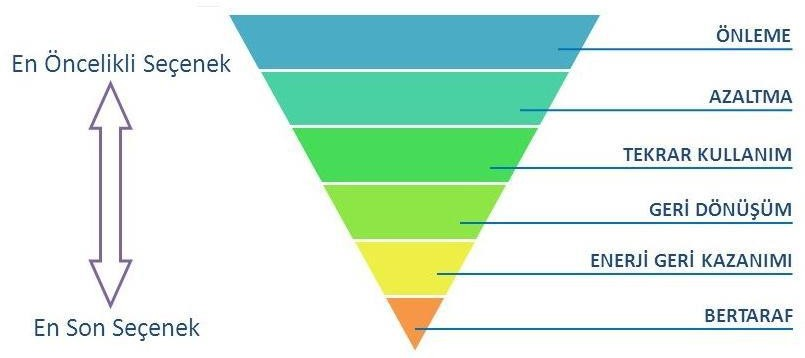 ÖNLEME
En Öncelikli Seçenek
AZALTMA
TEKRAR KULLANIM
GERİ DÖNÜŞÜM
ENERJİ GERİ KAZANIMI
BERTARAF
En Son Seçenek